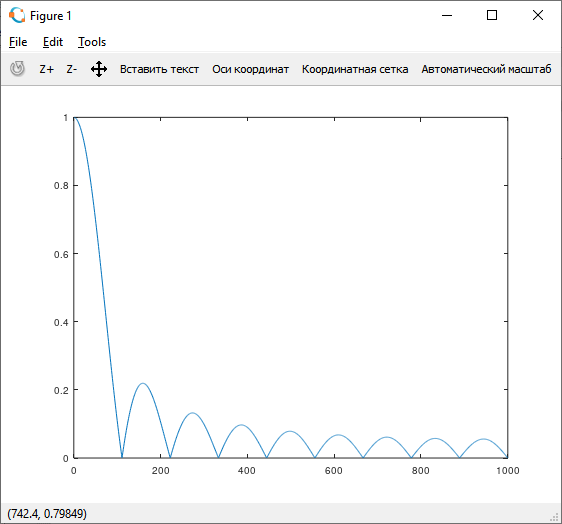 Figure 1
File Edit Tools
Z+ Z- Вставить текст Оси координат Координатная сетка Автоматический масштаб
1
0.8
0.6
0.4
0.2
0
0 200 400 600 800 1000
(742.4, 0.79849)